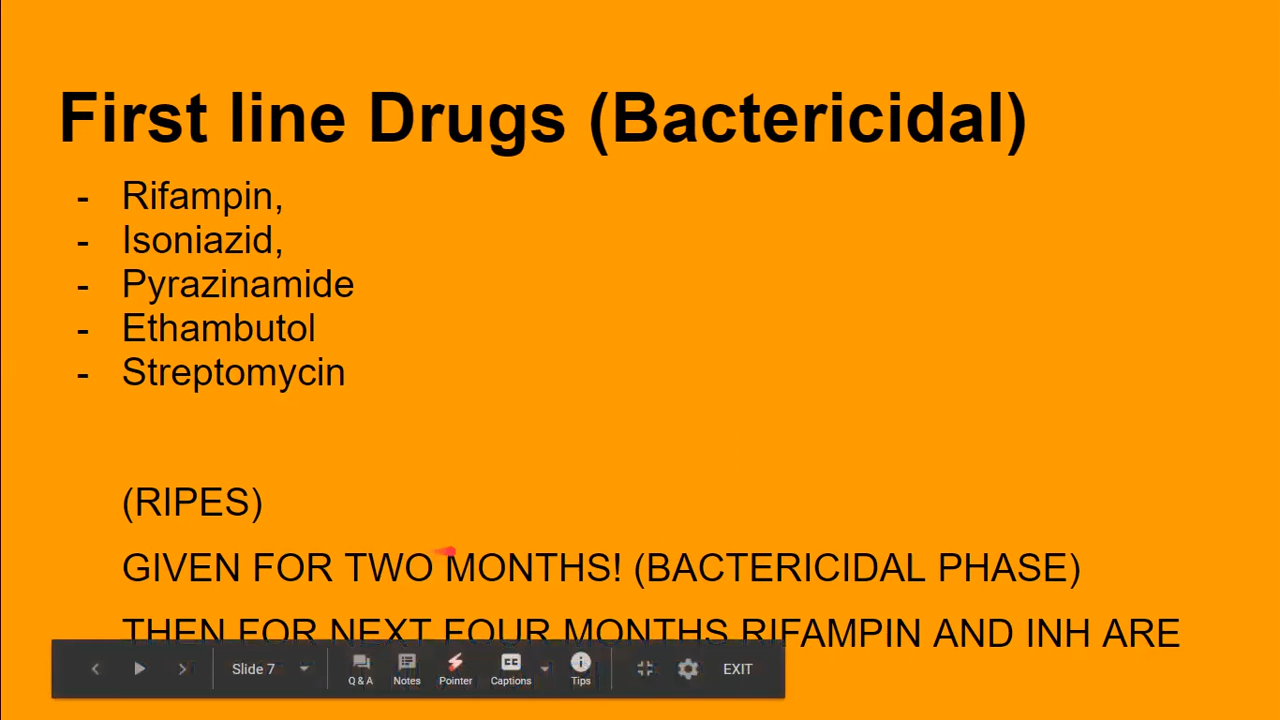 First line Drugs (Bactericidal)
- Rifampin,
- Isoniazid,
- Pyrazinamide
- Ethambutol
- Streptomycin
(RIPES)
GIVEN FOR TWO MONTHS! (BACTERICIDAL PHASE)
THEN FOR NEXT FOUR MONTHS RIFAMPIN AND INH ARE
Slide 7
Q & A
Notes
Pointer
CC
Captions
Tips
EXIT